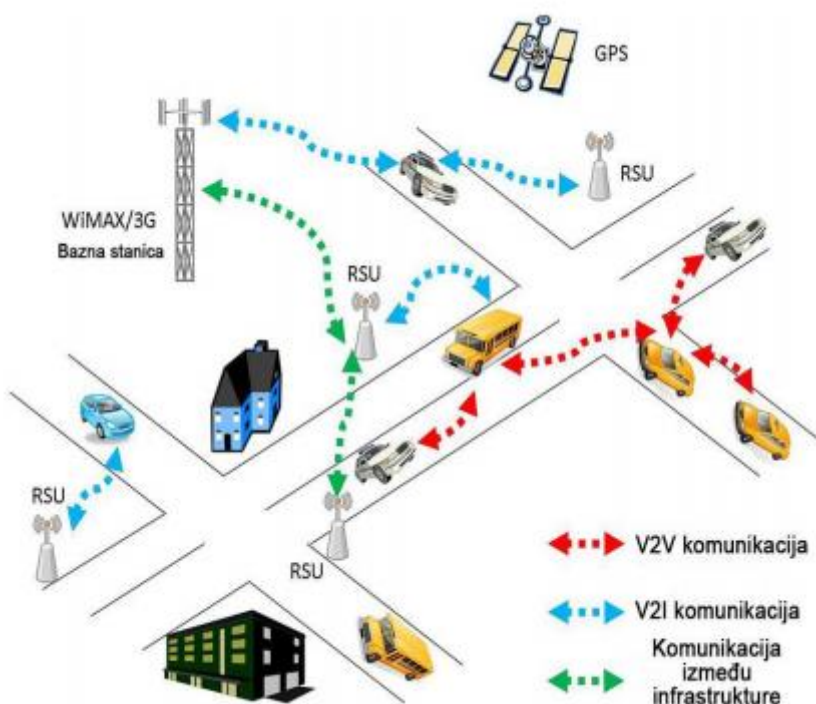 GPS
RSU
WiMAX/3G
Bazna stanica
RSU
RSU
RSU
V2V komunikacija
V2I komunikacija
Komunikacija
između
infrastrukture